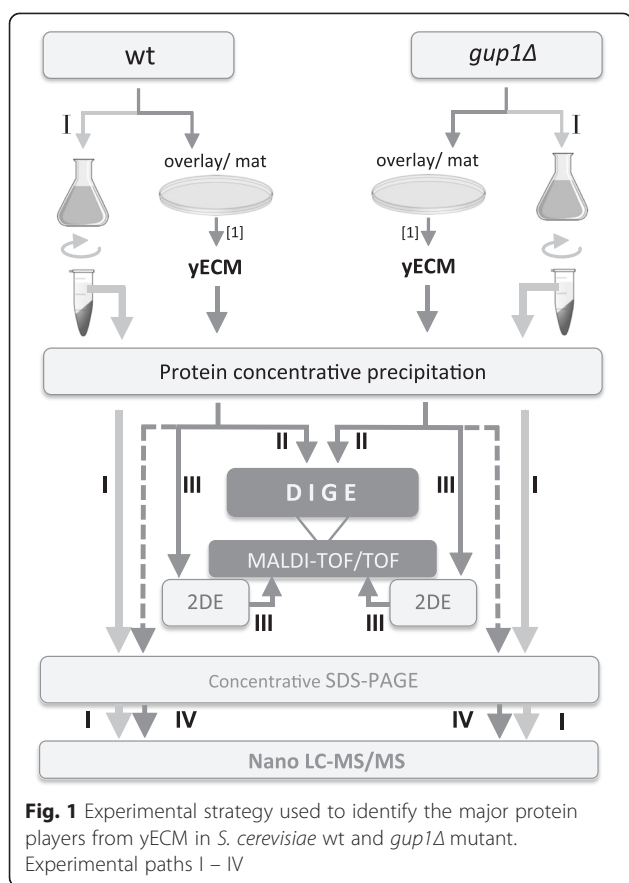 wt gup1Δ
I I
overlay/ mat overlay/ mat
[1] [1]
yECM yECM
Protein concentrative precipitation
II II
I III III I
DIGE
MALDI-TOF/TOF
2DE 2DE
III III
Concentrative SDS-PAGE
I IV IV I
Nano LC-MS/MS
Fig. 1 Experimental strategy used to identify the major protein
players from yECM in S. cerevisiae wt and gup1Δ mutant.
Experimental paths I – IV